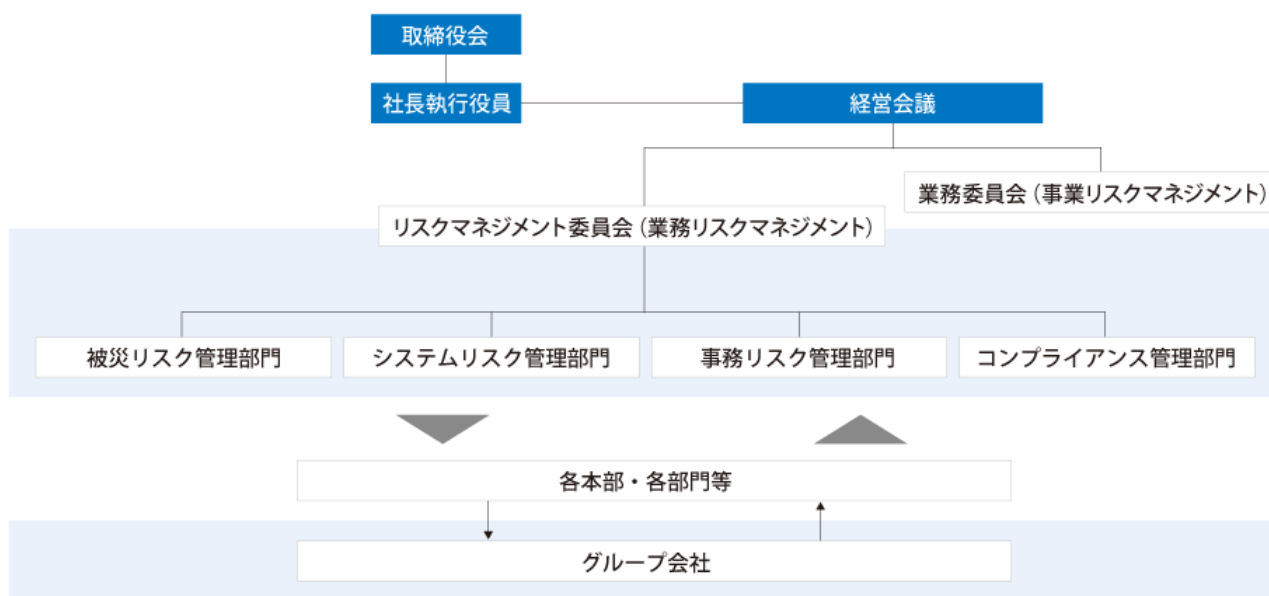 取締役会
社長執行役員
経営会議
業務委員会（事業リスクマネジメント）
リスクマネジメント委員会（業務リスクマネジメント）
被災リスク管理部門
システムリスク管理部門
事務リスク管理部門
コンプライアンス管理部門
各本部・各部門等
グループ会社